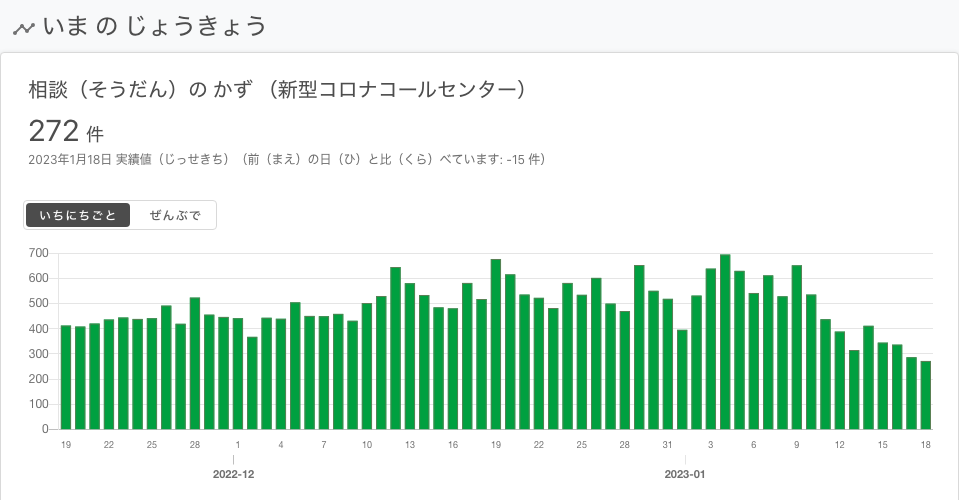 いま の じょうきょう
相談（そうだん）の かず （新型コロナコールセンター）
272 件
2023年1月18日 実績値（じっせきち）（前（まえ）の日（ひ）と比（くら）べています: -15 件）
いちにちごと ぜんぶで
700
600
500
400
300
200
100
0
19 22 25 28 1 4 7 10 13 16 19 22 25 28 31 3 6 9 12 15 18
2022-12 2023-01